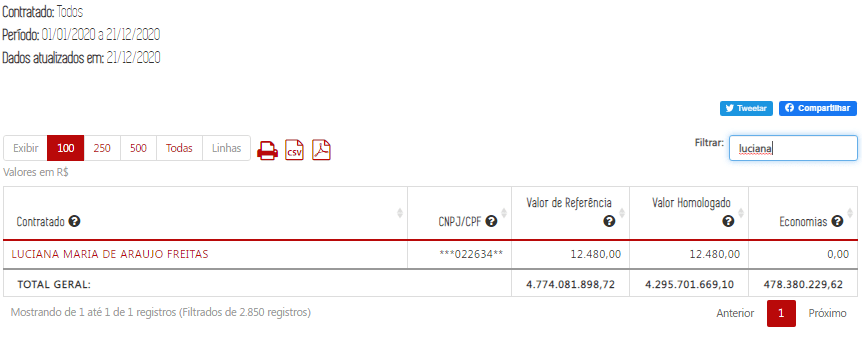 Contratado: Todos
Período: 01/01/2020 a 21/12/2020
Dados atualizados em: 21/12/2020
Tweetar Compartilhar
Exibir 100 250 500 Todas Linhas CSV Filtrar: luciana
Valores em R$
Contratado ? CNPJ/CPF ? Valor de Referência ? Valor Homologado ? Economias ?
LUCIANA MARIA DE ARAUJO FREITAS ***022634** 12.480,00 12.480,00 0,00
TOTAL GERAL: 4.774.081.898,72 4.295.701.669,10 478.380.229,62
Mostrando de 1 até 1 de 1 registros (Filtrados de 2.850 registros) Anterior 1 Próximo